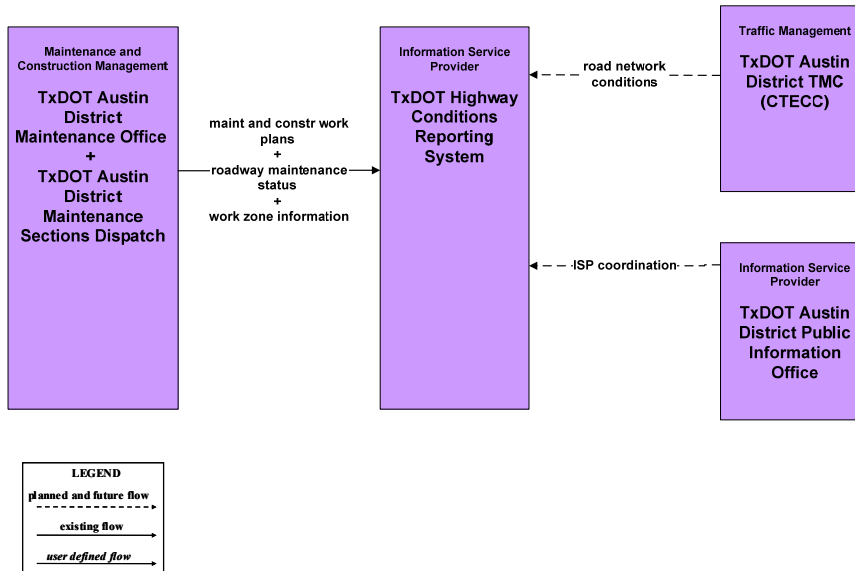 Maintenance and
Construction Management
TxDOT Austin
District
Maintenance Office
+
TxDOT Austin
District
Maintenance
Sections Dispatch
maint and constr work
plans
+
roadway maintenance
status
+
work zone information
Information Service
Provider
TxDOT Highway
Conditions
Reporting
System
road network
conditions
ISP coordination
Traffic Management
TxDOT Austin
District TMC
(CTECC)
Information Service
Provider
TxDOT Austin
District Public
Information
Office
LEGEND
planned and future flow
existing flow
user defined flow